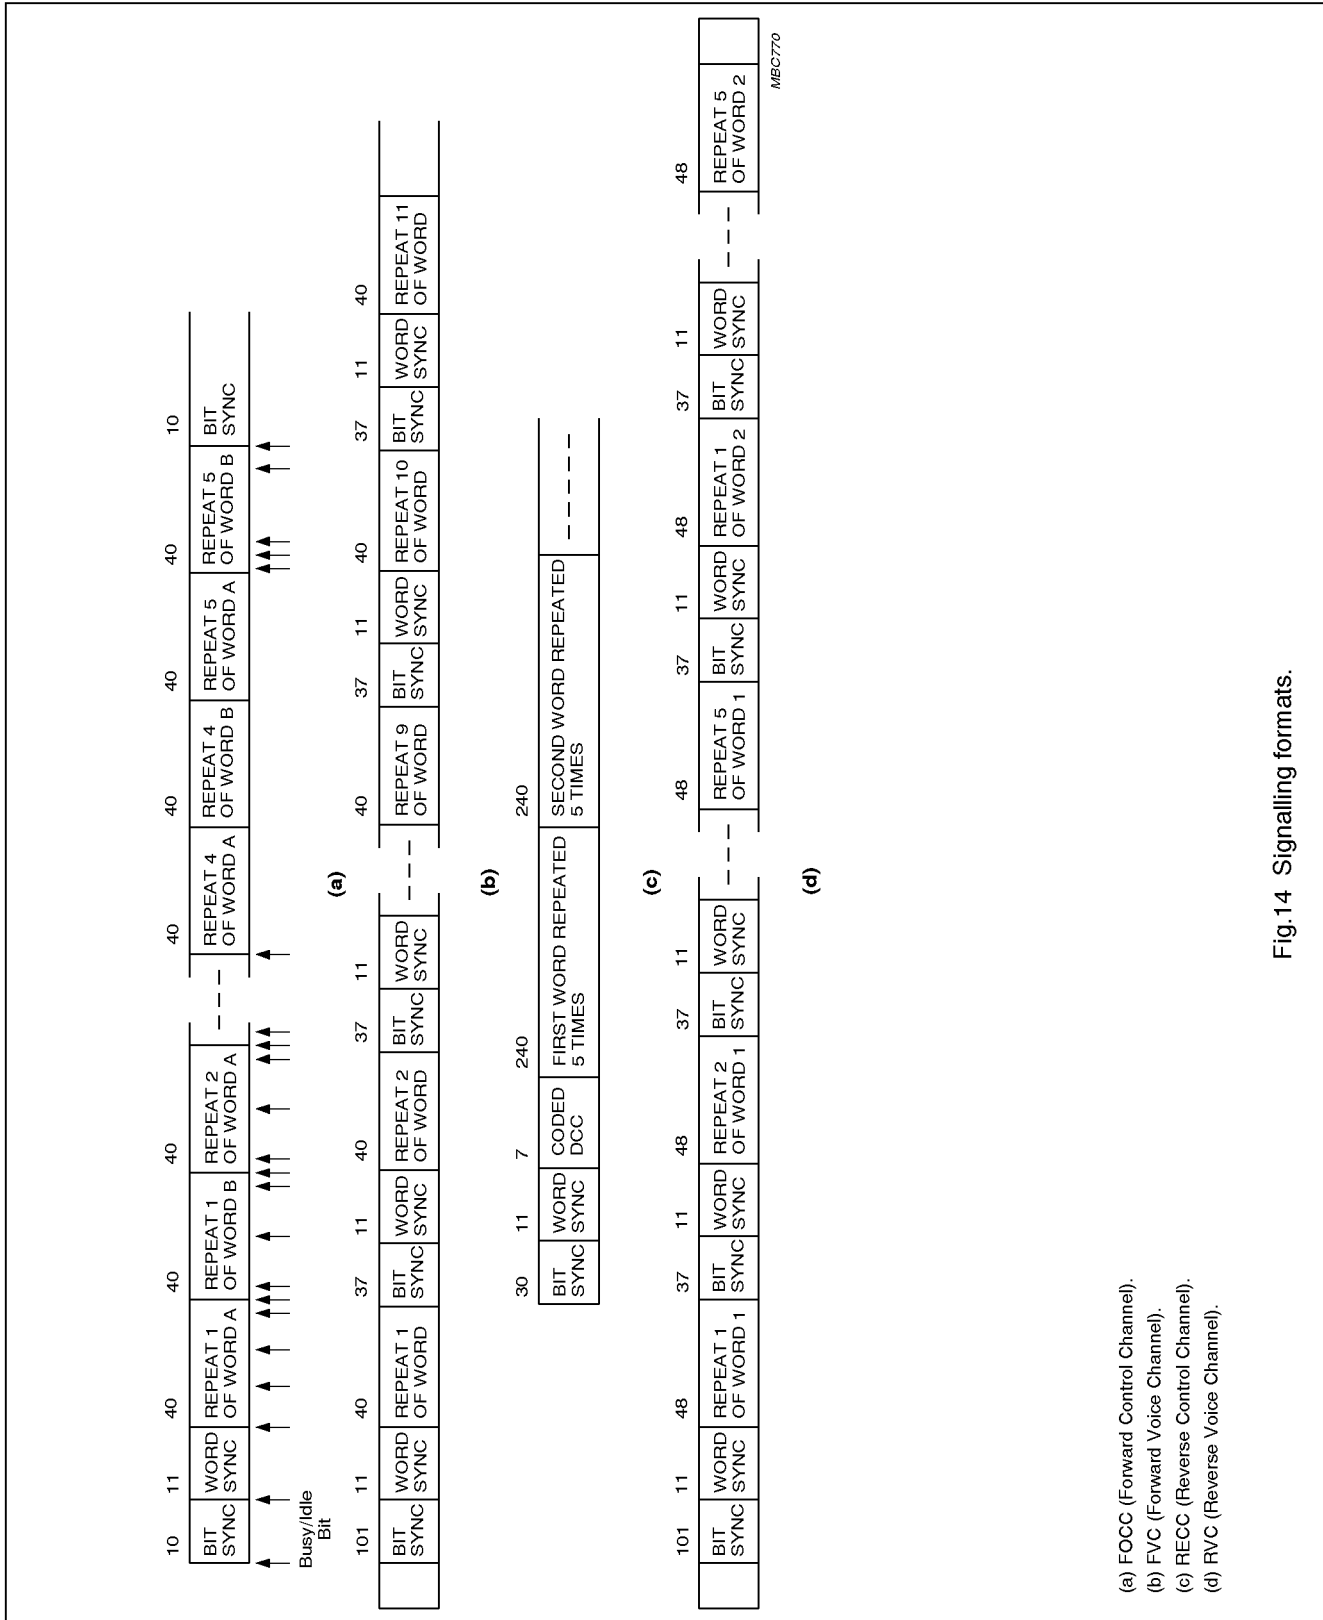 10 11 40 40 40 40 40 40 40 10
BIT SYNC
WORD SYNC
REPEAT 1 OF WORD A
REPEAT 1 OF WORD B
REPEAT 2 OF WORD A
REPEAT 4 OF WORD A
REPEAT 4 OF WORD B
REPEAT 5 OF WORD A
REPEAT 5 OF WORD B
BIT SYNC
Busy/Idle
Bit
(a)
101 11 40 37 11 40 37 11 40 37 11 40 37 11 40
BIT SYNC
WORD SYNC
REPEAT 1 OF WORD
BIT SYNC
WORD SYNC
REPEAT 2 OF WORD
BIT SYNC
WORD SYNC
REPEAT 9 OF WORD
BIT SYNC
WORD SYNC
REPEAT 10 OF WORD
BIT SYNC
WORD SYNC
REPEAT 11 OF WORD
(b)
30 11 7 240 240
BIT SYNC
WORD SYNC
CODED DCC
FIRST WORD REPEATED 5 TIMES
SECOND WORD REPEATED 5 TIMES
(c)
101 11 48 37 11 48 37 11 48 37 11 48 37 11 48
BIT SYNC
WORD SYNC
REPEAT 1 OF WORD 1
BIT SYNC
WORD SYNC
REPEAT 2 OF WORD 1
BIT SYNC
WORD SYNC
REPEAT 5 OF WORD 1
BIT SYNC
WORD SYNC
REPEAT 1 OF WORD 2
BIT SYNC
WORD SYNC
REPEAT 5 OF WORD 2
MBC770
(d)
(a) FOCC (Forward Control Channel).
(b) FVC (Forward Voice Channel).
(c) RECC (Reverse Control Channel).
(d) RVC (Reverse Voice Channel).
Fig.14 Signalling formats.